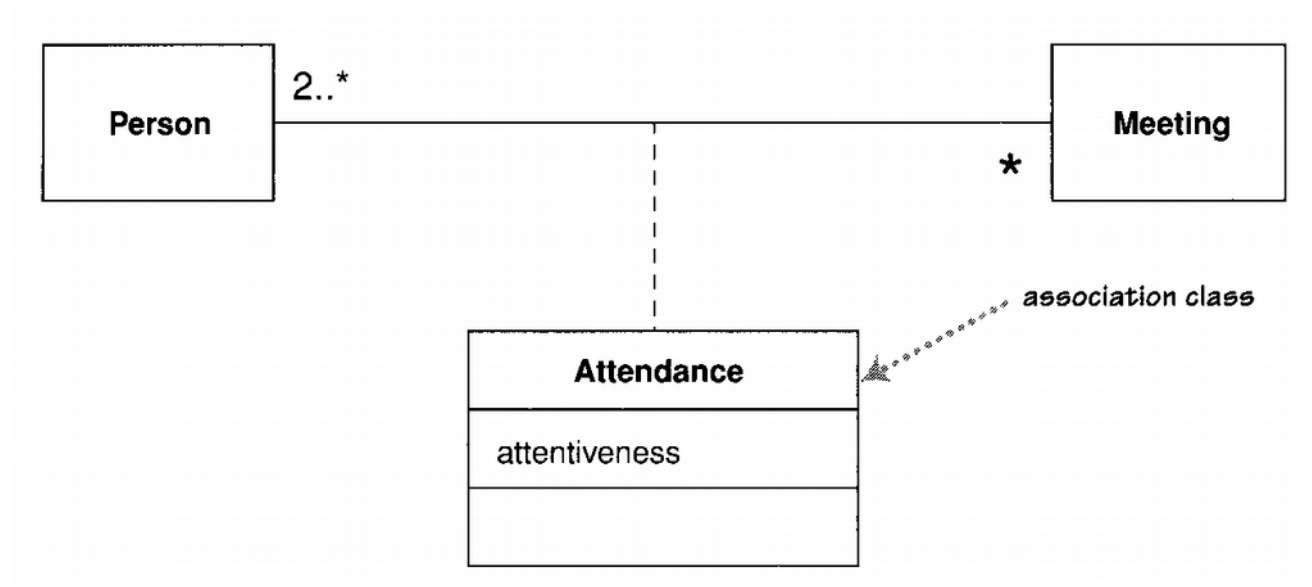 2..*
Person
Meeting
*
association class
Attendance
attentiveness